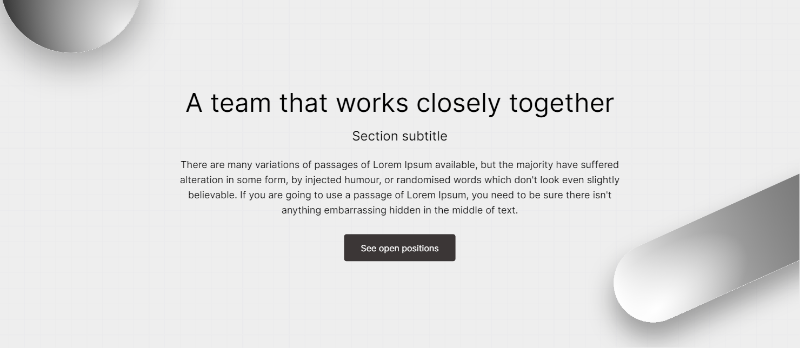 A team that works closely together
Section subtitle
There are many variations of passages of Lorem Ipsum available, but the majority have suffered
alteration in some form, by injected humour, or randomised words which don't look even slightly
believable. If you are going to use a passage of Lorem Ipsum, you need to be sure there isn't
anything embarrassing hidden in the middle of text.
See open positions